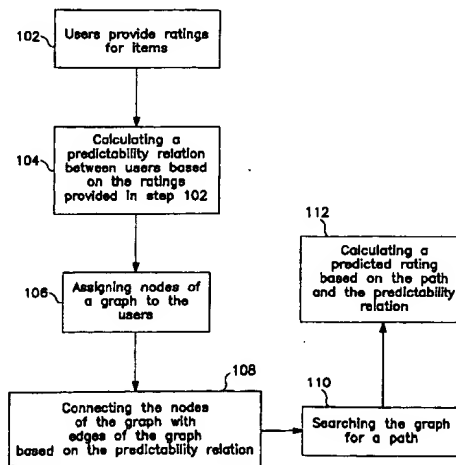 102
Users provide ratings
for items
104
Calculating a
predictability relation
between users based
on the ratings
provided in step 102
106
Assigning nodes of
a graph to the
users
108
Connecting the nodes
of the graph with
edges of the graph
based on the predictability relation
110
Searching the graph
for a path
112
Calculating a
predicted rating
based on the path
and the predictability
relation